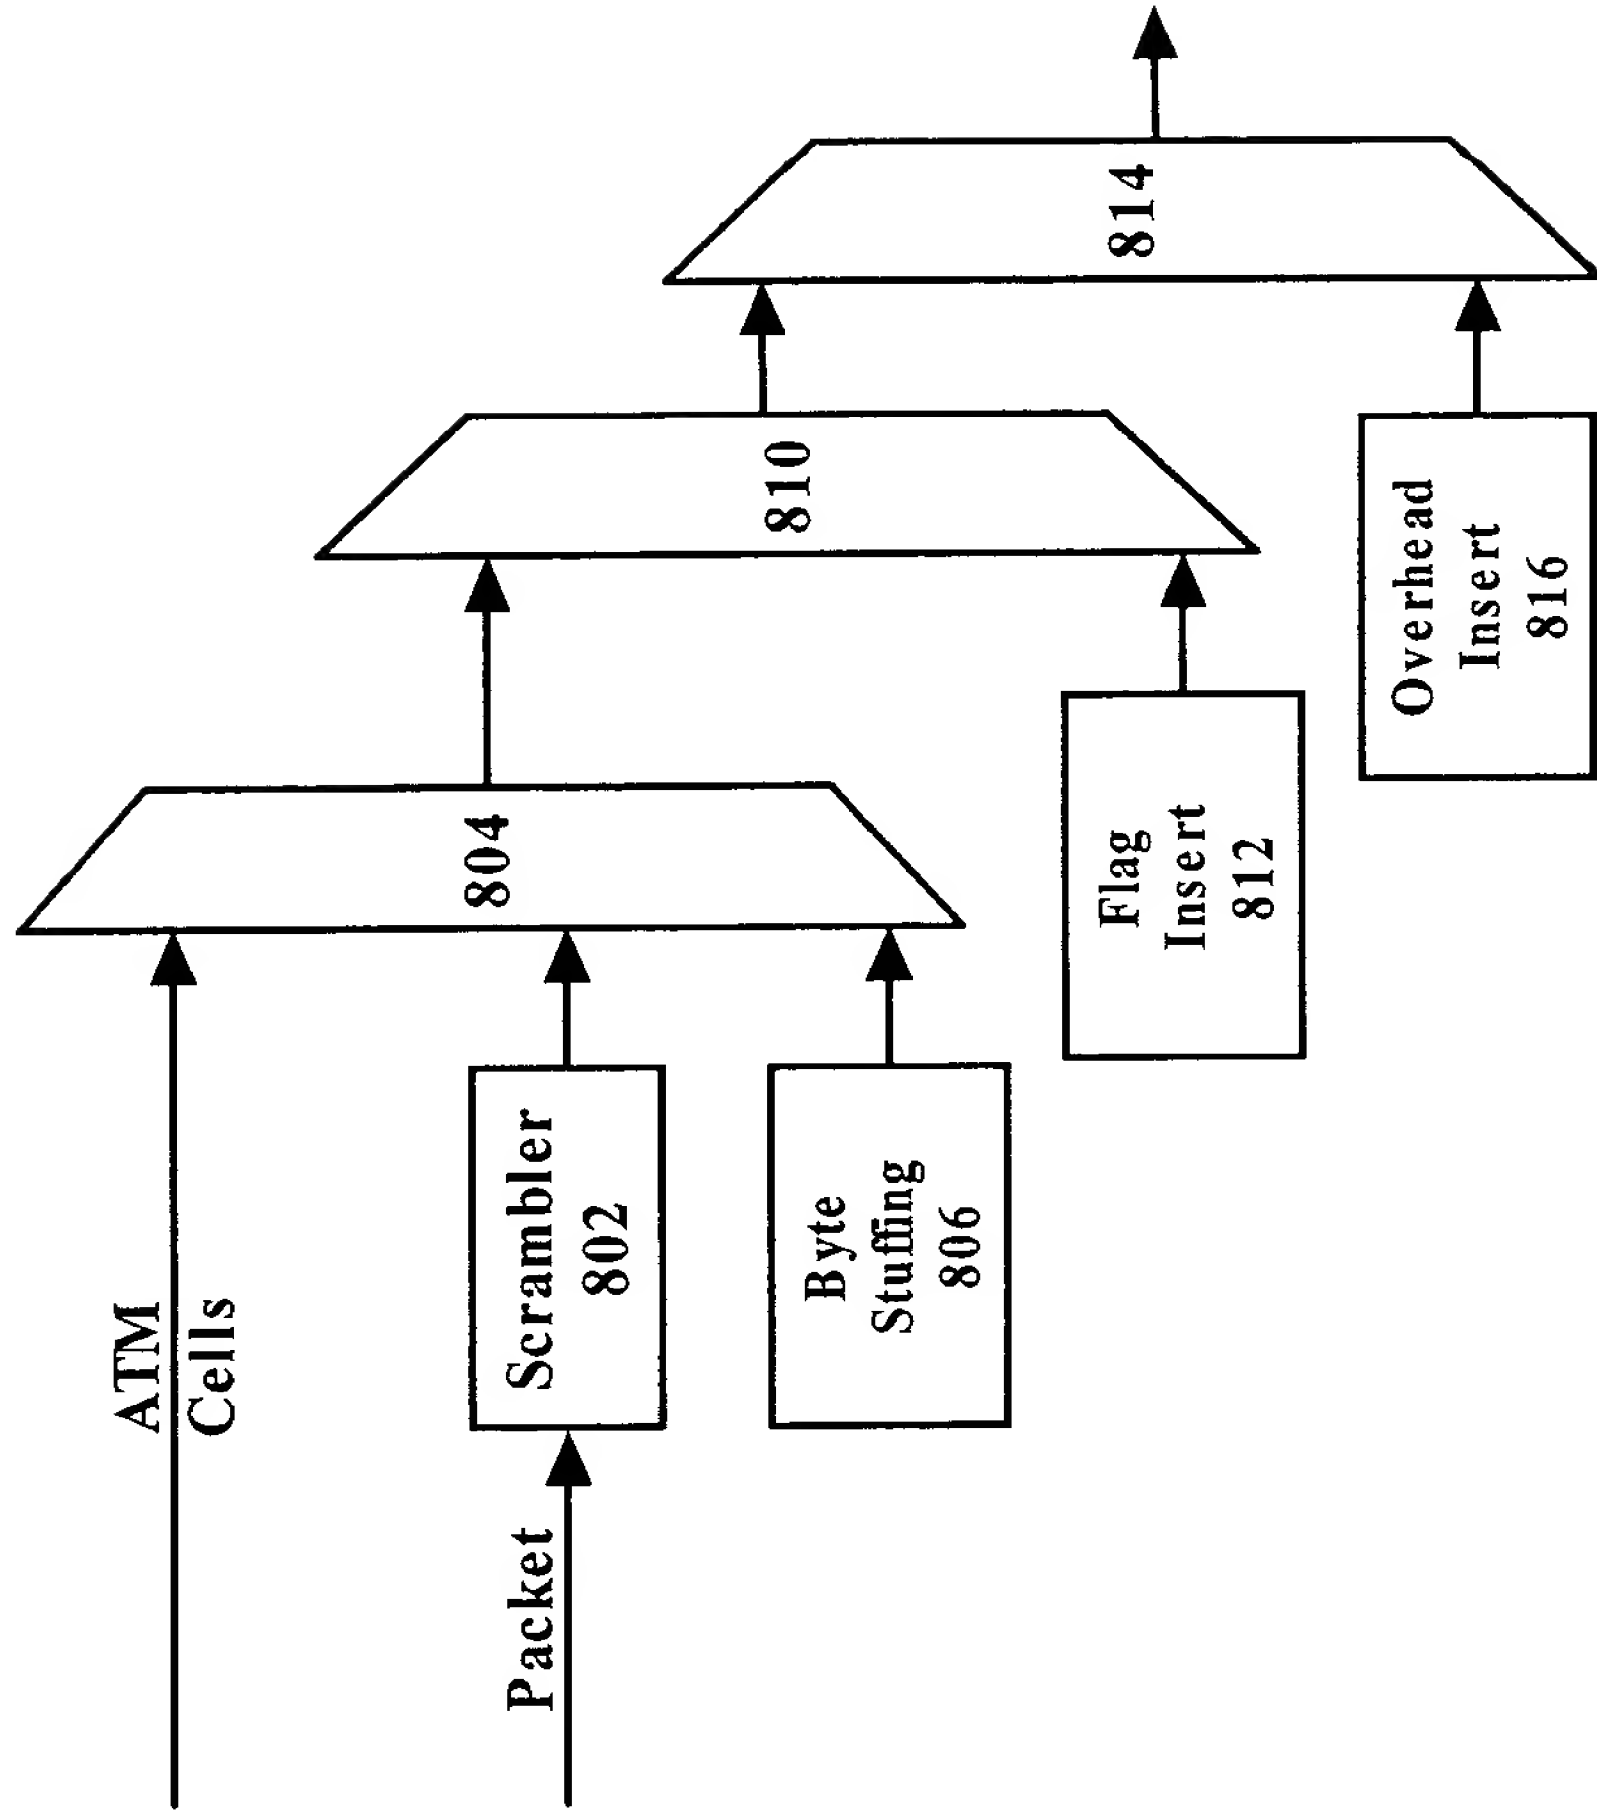 ATM
Cells
Packet
Scrambler
802
Byte
Stuffing
806
804
Flag
Insert
812
810
Overhead
Insert
816
814